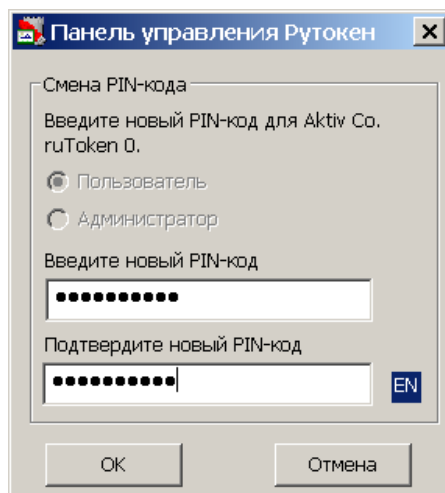 Панель управления Рутокен
Смена PIN-кода
Введите новый PIN-код для Aktiv Co.
ruToken 0.
Пользователь
Администратор
Введите новый PIN-код
••••••••••
Подтвердите новый PIN-код
••••••••••
EN
OK
Отмена